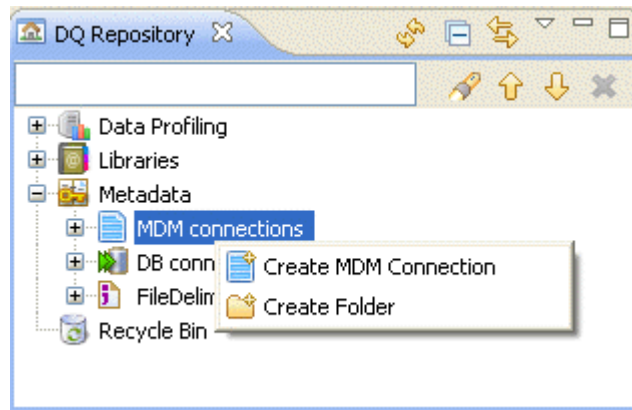 DQ Repository
Data Profiling
Libraries
Metadata
MDM connections
DB conn
Create MDM Connection
FileDelim
Create Folder
Recycle Bin